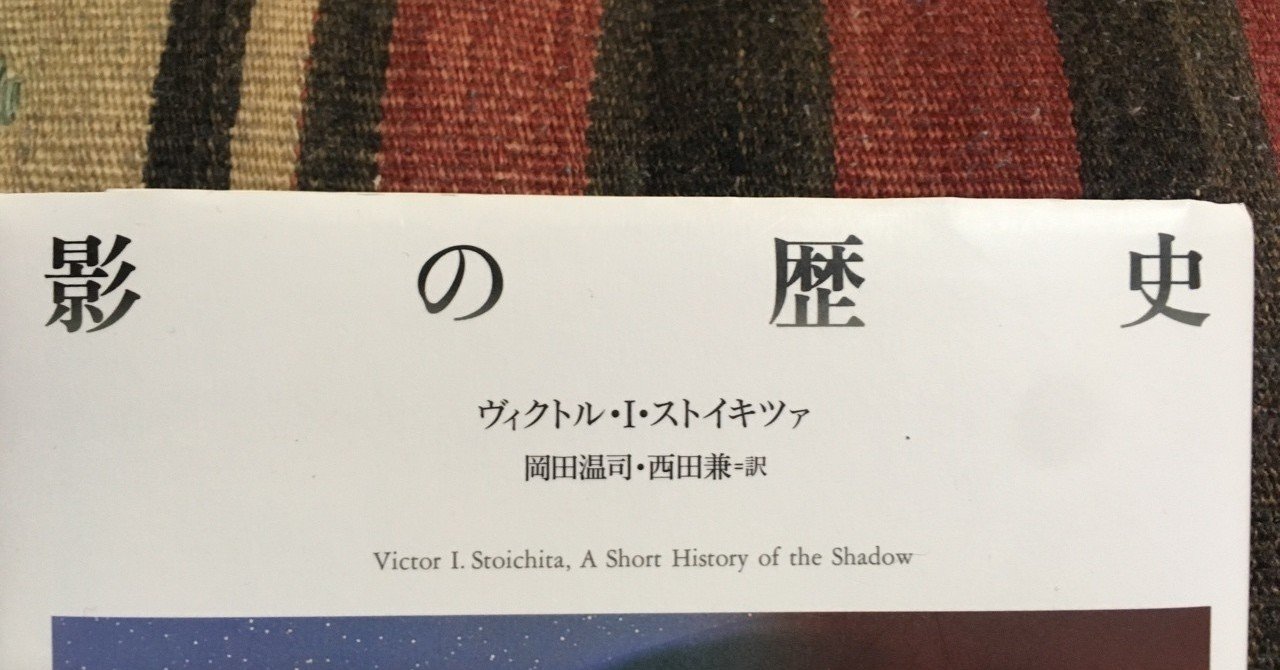 影の歴史
ヴィクトル・I・ストイキツァ
岡田温司・西田兼=訳
Victor I. Stoichita, A Short History of the Shadow